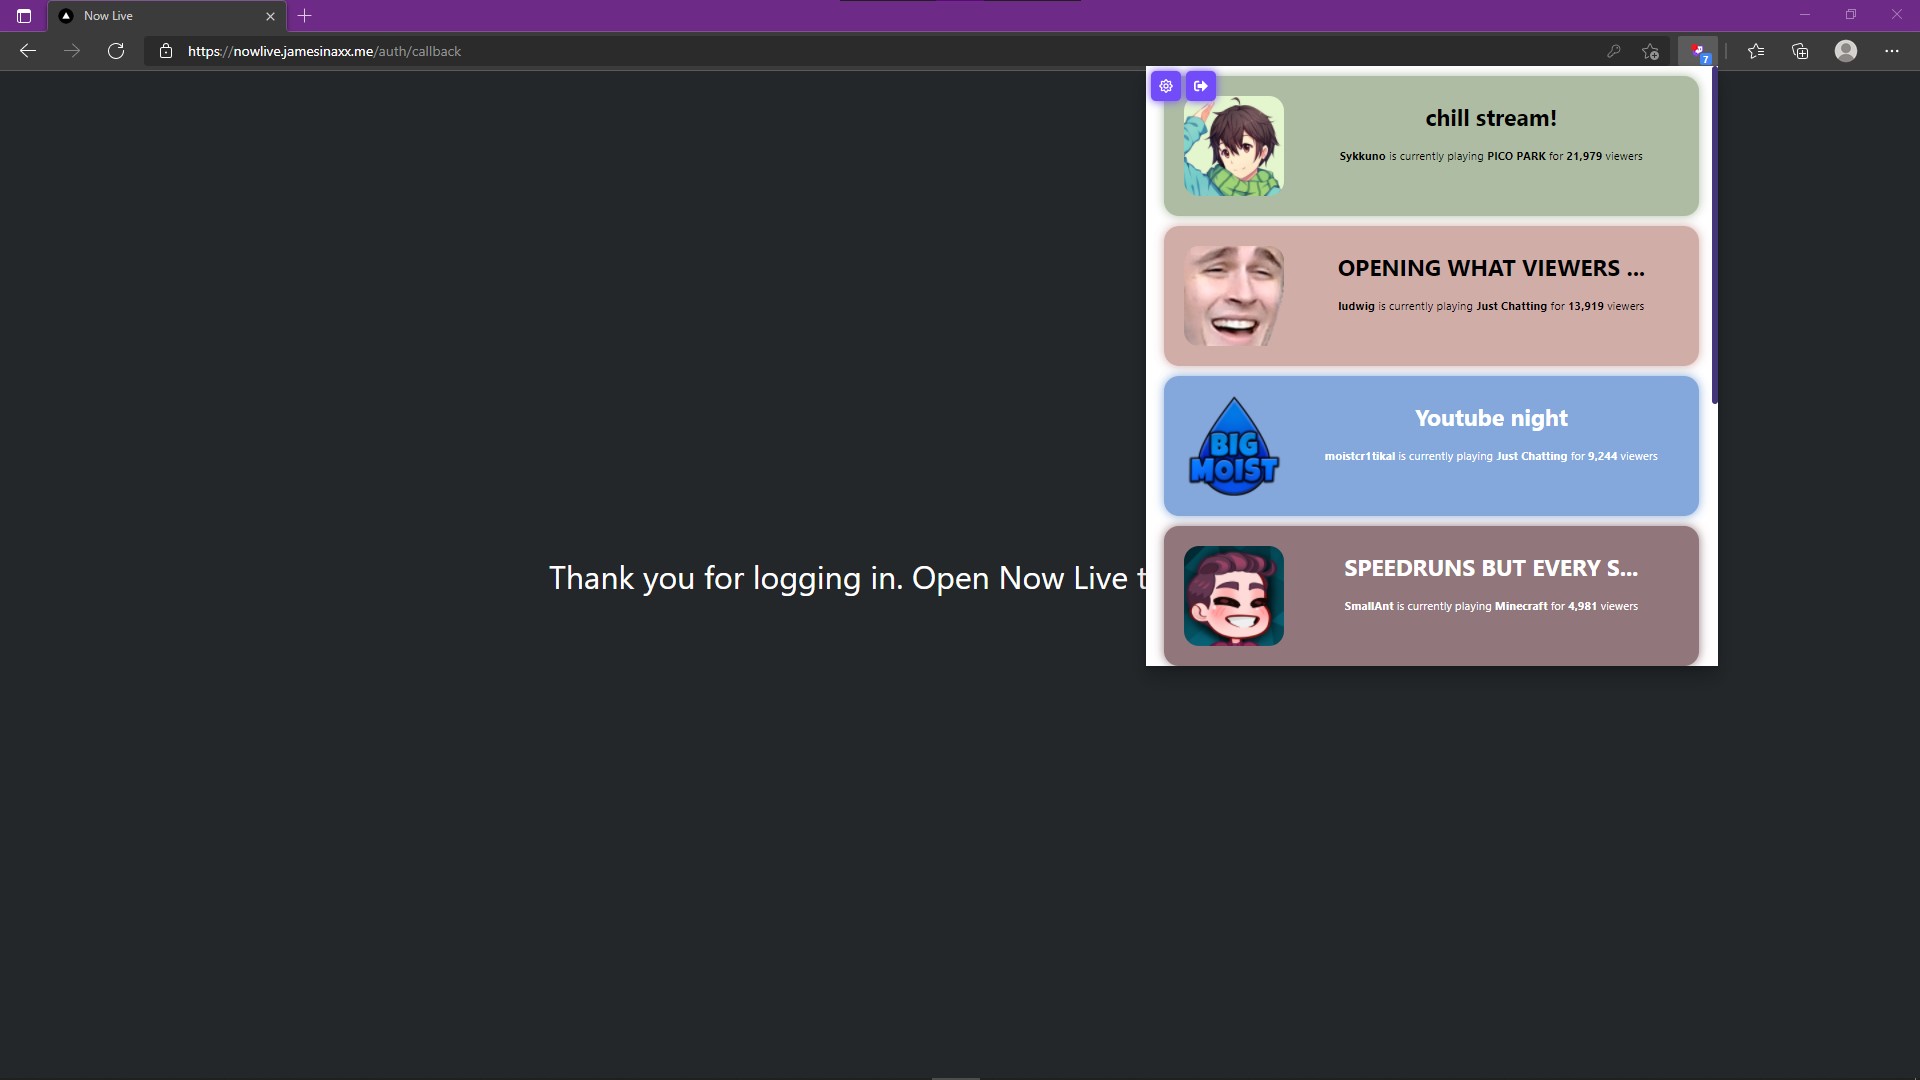 Now Live
https://nowlive.jamesinaxx.me/auth/callback
7
chill stream!
Sykkuno is currently playing PICO PARK for 21,979 viewers
OPENING WHAT VIEWERS ...
ludwig is currently playing Just Chatting for 13,919 viewers
Youtube night
BIG
MOIST
moistcr1tikal is currently playing Just Chatting for 9,244 viewers
Thank you for logging in. Open Now Live t
SPEEDRUNS BUT EVERY S...
SmallAnt is currently playing Minecraft for 4,981 viewers